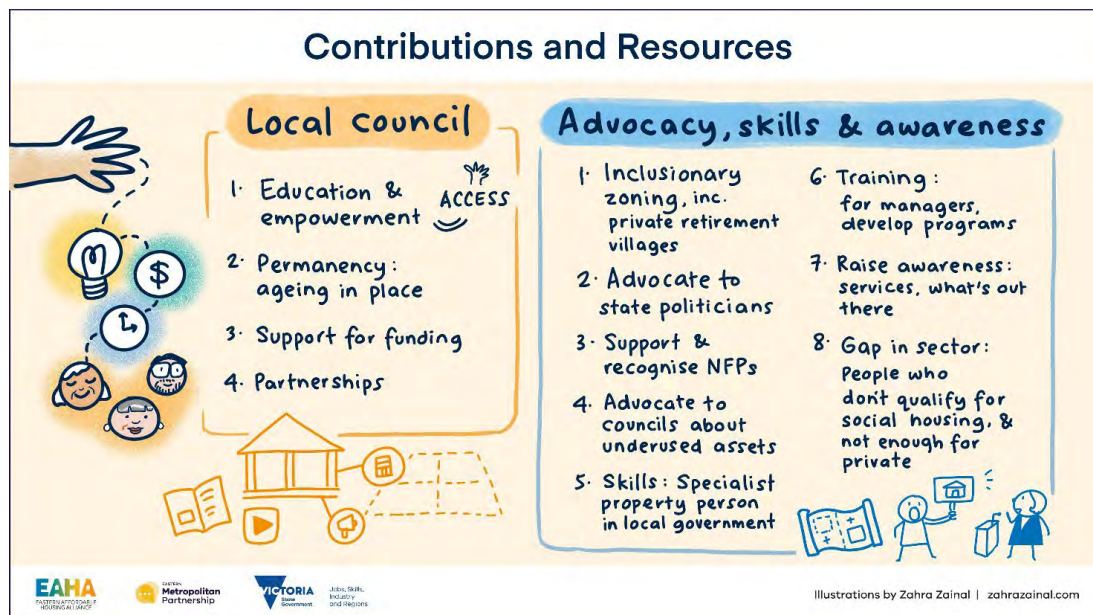 Contributions and Resources
Local council
1. Education &
empowerment
ACCESS
2. Permanency:
ageing in place
3. Support for funding
4. Partnerships
Advocacy, skills & awareness
1. Inclusionary
zoning, inc.
private retirement
villages
2. Advocate to
state politicians
3. Support &
recognise NFPs
4. Advocate to
councils about
underused assets
5. Skills: Specialist
property person
in local government
6. Training:
for managers,
develop programs
7. Raise awareness:
services, what's out
there
8. Gap in sector:
People who
don't qualify for
social housing, &
not enough for
private
$
EAHA
EASTERN AFFORDABLE
HOUSING ALLIANCE
EASTERN
Metropolitan
Partnership
VICTORIA
State
Government
Jobs, Skills,
Industry
and Regions
Illustrations by Zahra Zainal | zahrazainal.com